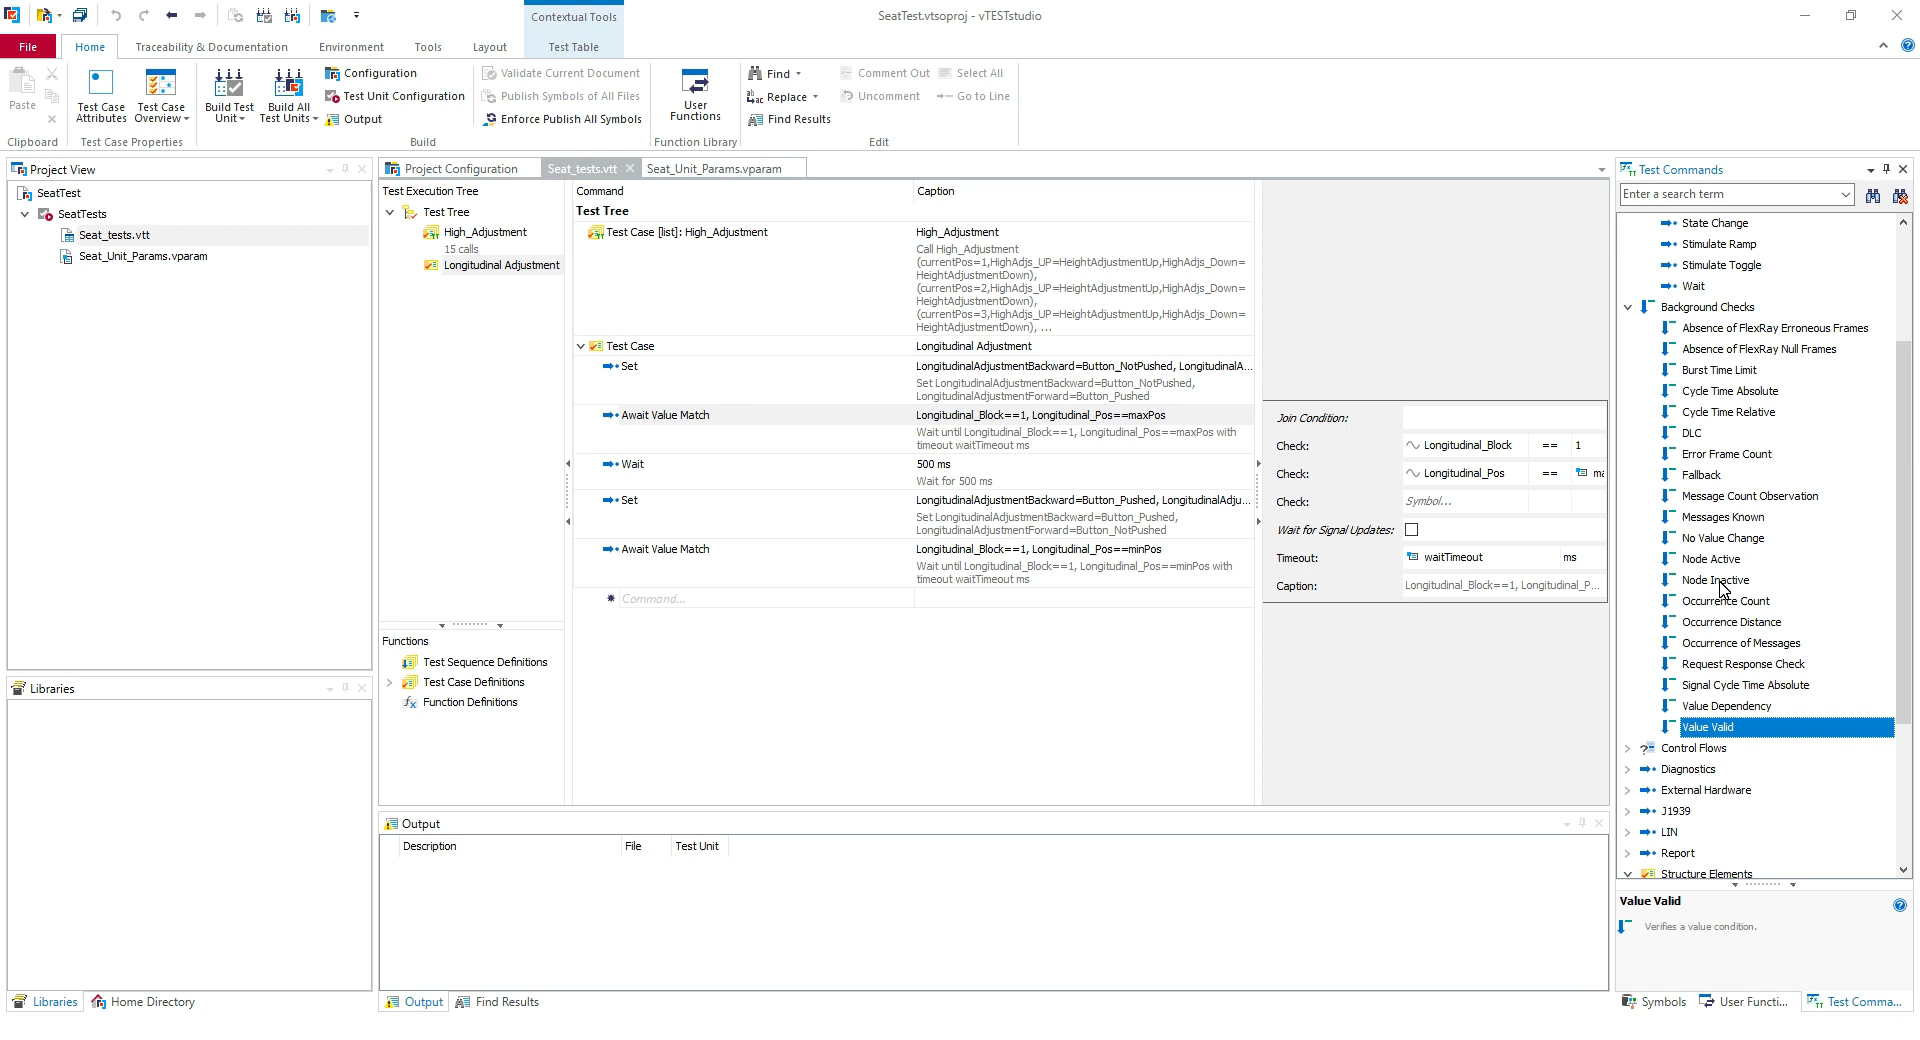 Contextual Tools
SeatTest.vtsoproj - vTESTstudio
File
Home
Traceability & Documentation
Environment
Tools
Layout
Test Table
Paste
Test Case Attributes
Test Case Overview
Build Test Unit
Build All Test Units
Configuration
Test Unit Configuration
Output
Validate Current Document
Publish Symbols of All Files
Enforce Publish All Symbols
User Functions
Find
Replace
Find Results
Comment Out
Uncomment
Select All
Go to Line
Clipboard
Test Case Properties
Build
Function Library
Edit
Project View
SeatTest
SeatTests
Seat_tests.vtt
Seat_Unit_Params.vparam
Libraries
Libraries
Home Directory
Project Configuration
Seat_tests.vtt
Seat_Unit_Params.vparam
Test Execution Tree
Test Tree
High_Adjustment
15 calls
Longitudinal Adjustment
Functions
Test Sequence Definitions
Test Case Definitions
Function Definitions
Command
Caption
Test Tree
Test Case [list]: High_Adjustment
High_Adjustment
Call High_Adjustment
(currentPos=1,HighAdjs_UP=HeightAdjustmentUp,HighAdjs_Down=
HeightAdjustmentDown),
(currentPos=2,HighAdjs_UP=HeightAdjustmentUp,HighAdjs_Down=
HeightAdjustmentDown),
(currentPos=3,HighAdjs_UP=HeightAdjustmentUp,HighAdjs_Down=
HeightAdjustmentDown), ...
Test Case
Longitudinal Adjustment
Set
LongitudinalAdjustmentBackward=Button_NotPushed, LongitudinalA...
Set LongitudinalAdjustmentBackward=Button_NotPushed,
LongitudinalAdjustmentForward=Button_Pushed
Await Value Match
Longitudinal_Block==1, Longitudinal_Pos==maxPos
Wait until Longitudinal_Block==1, Longitudinal_Pos==maxPos with
timeout waitTimeout ms
Wait
500 ms
Wait for 500 ms
Set
LongitudinalAdjustmentBackward=Button_Pushed, LongitudinalAdju...
Set LongitudinalAdjustmentBackward=Button_Pushed,
LongitudinalAdjustmentForward=Button_NotPushed
Await Value Match
Longitudinal_Block==1, Longitudinal_Pos==minPos
Wait until Longitudinal_Block==1, Longitudinal_Pos==minPos with
timeout waitTimeout ms
Command...
Join Condition:
Check: Longitudinal_Block == 1
Check: Longitudinal_Pos == ma
Check: Symbol...
Wait for Signal Updates:
Timeout: waitTimeout ms
Caption: Longitudinal_Block==1, Longitudinal_P...
Output
Description
File
Test Unit
Output
Find Results
Test Commands
Enter a search term
State Change
Stimulate Ramp
Stimulate Toggle
Wait
Background Checks
Absence of FlexRay Erroneous Frames
Absence of FlexRay Null Frames
Burst Time Limit
Cycle Time Absolute
Cycle Time Relative
DLC
Error Frame Count
Fallback
Message Count Observation
Messages Known
No Value Change
Node Active
Node Inactive
Occurrence Count
Occurrence Distance
Occurrence of Messages
Request Response Check
Signal Cycle Time Absolute
Value Dependency
Value Valid
Control Flows
Diagnostics
External Hardware
J1939
LIN
Report
Structure Elements
Value Valid
Verifies a value condition.
Symbols
User Functi...
Test Comma...